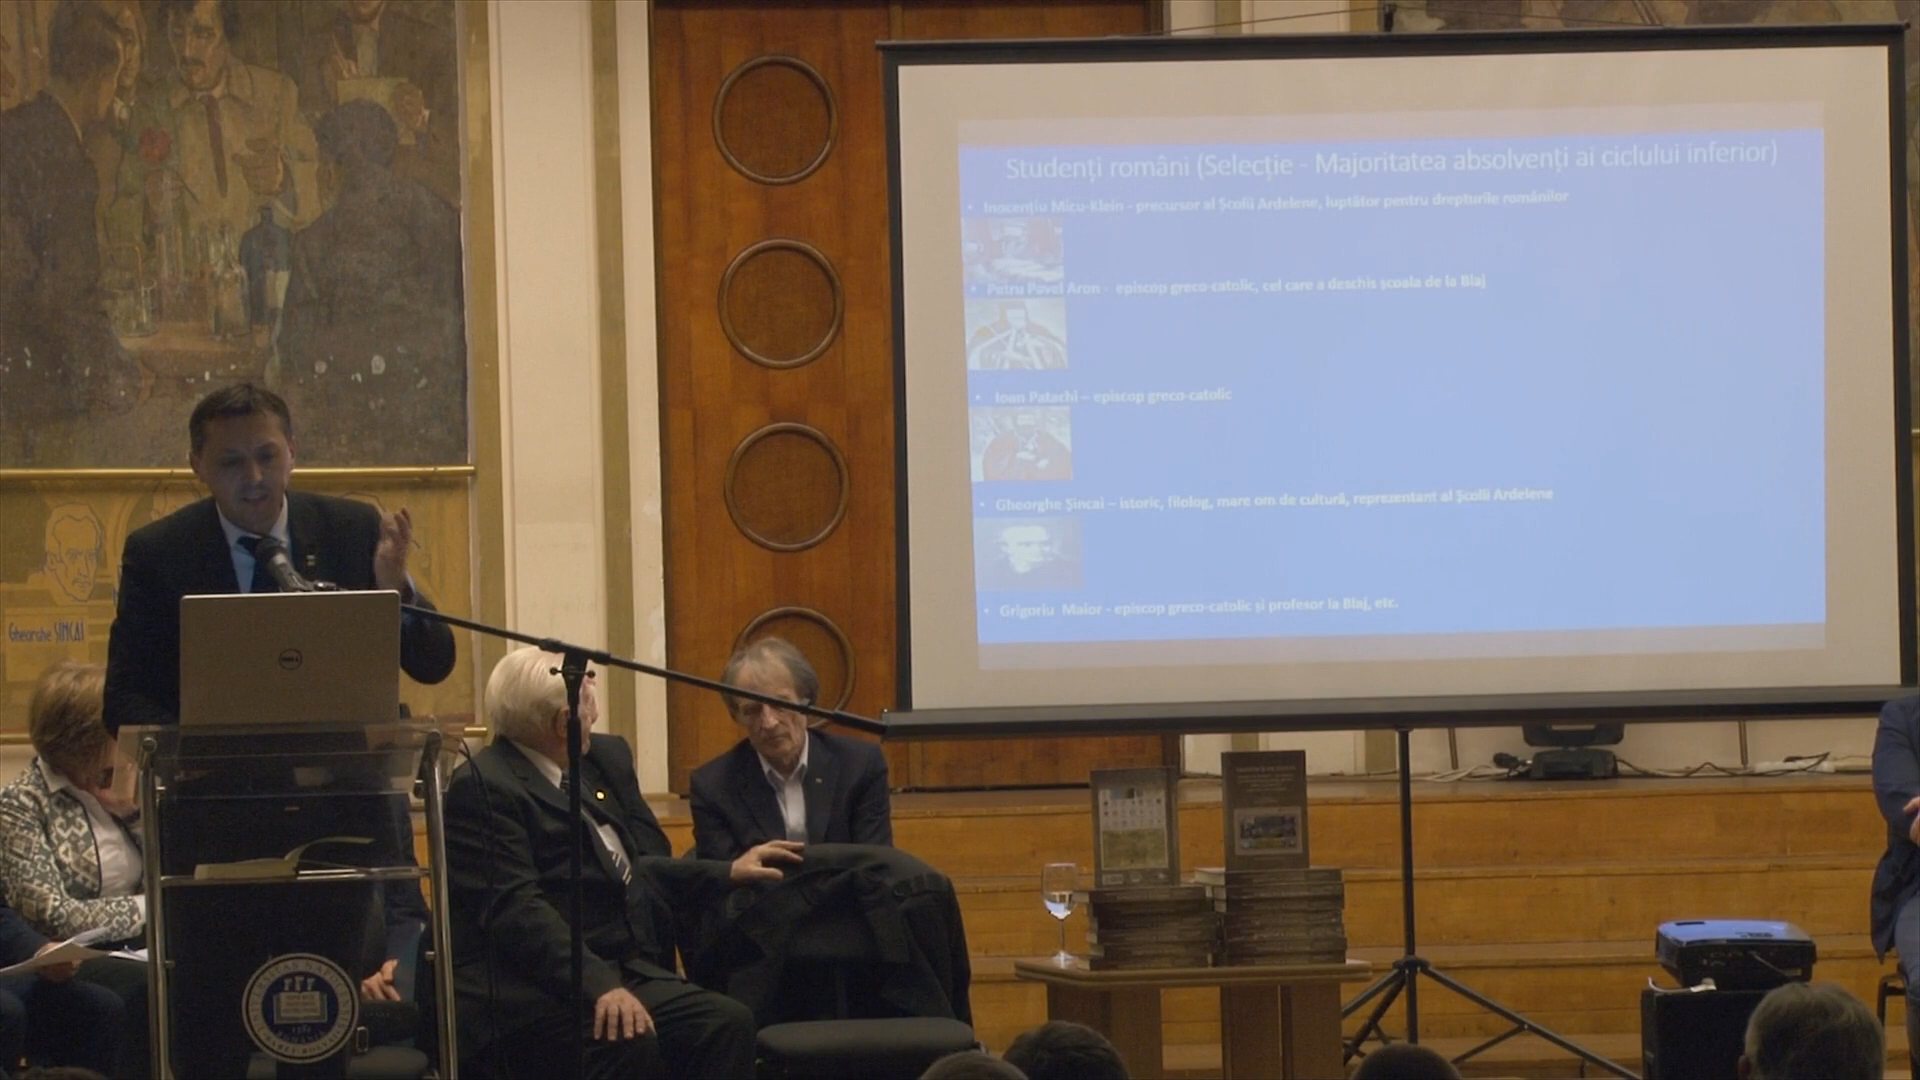 Studenți români (Selecție - Majoritatea absolvenți ai ciclului inferior)
• Inocențiu Micu-Klein - precursor al Școlii Ardelene, luptător pentru drepturile românilor
• Petru Pavel Aron - episcop greco-catolic, cel care a deschis școala de la Blaj
• Ioan Patachi – episcop greco-catolic
• Gheorghe Șincai – istoric, filolog, mare om de cultură, reprezentant al Școlii Ardelene
• Grigoriu Maior - episcop greco-catolic și profesor la Blaj, etc.
Gheorghe SINCAI
DELL